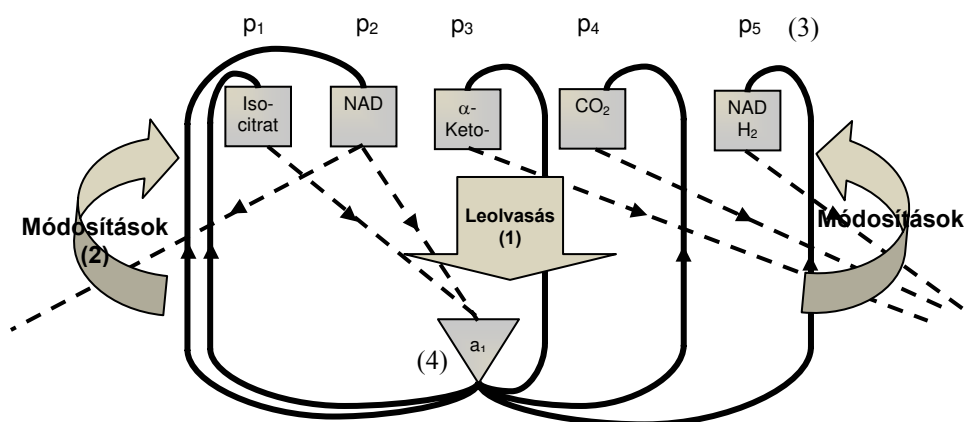 p1 p2 p3 p4 p5 (3)
Iso-
citrat
NAD
α-
Keto-
CO2
NAD
H2
Módosítások
(2)
Leolvasás
(1)
Módosítások
(4)
a1